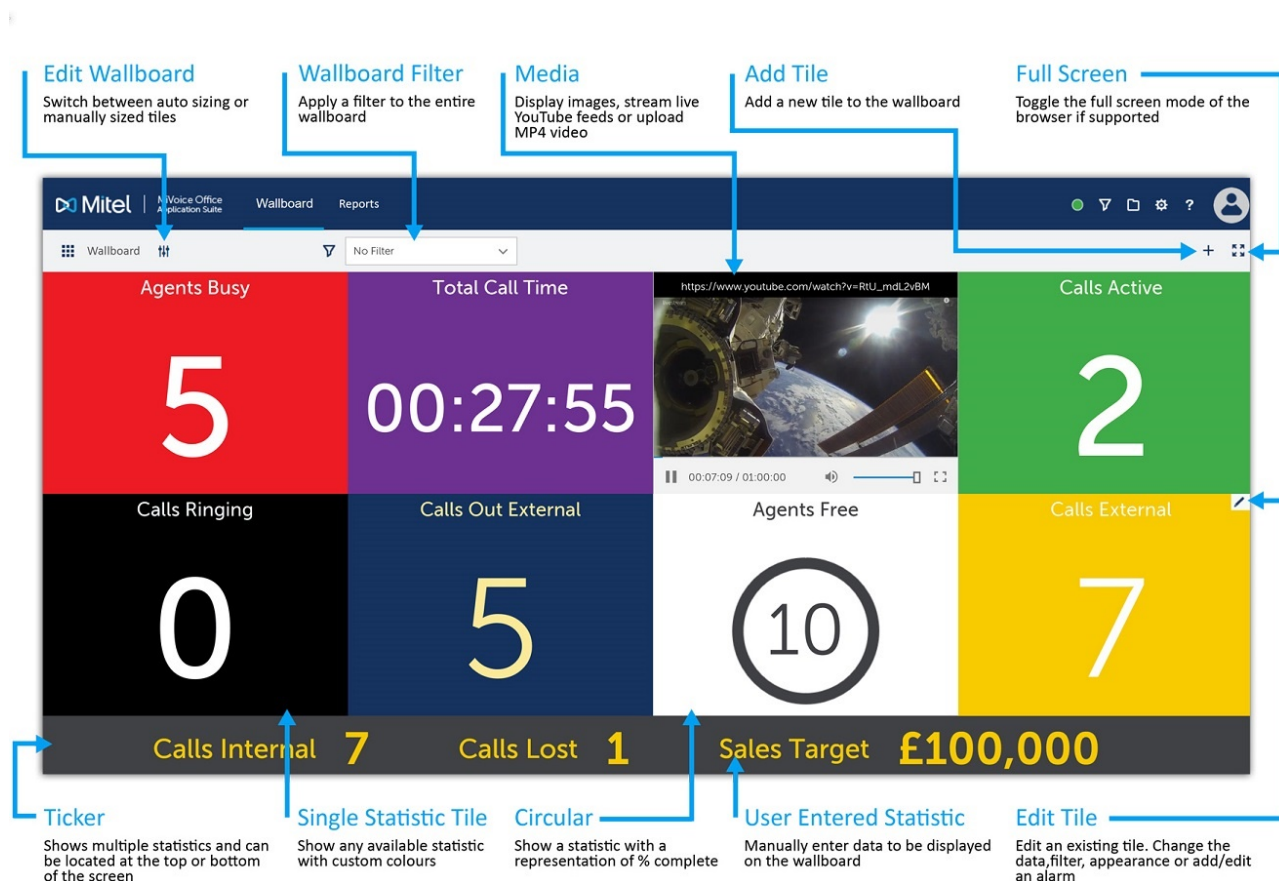 Edit Wallboard
Switch between auto sizing or
manually sized tiles
Wallboard Filter
Apply a filter to the entire
wallboard
Media
Display images, stream live
YouTube feeds or upload
MP4 video
Add Tile
Add a new tile to the wallboard
Full Screen
Toggle the full screen mode of the
browser if supported
Mitel
MiVoice Office
Application Suite
Wallboard
Reports
?
Wallboard
No Filter
+
Agents Busy
5
Total Call Time
00:27:55
https://www.youtube.com/watch?v=RtU_mdL2vBM
00:07:09 / 01:00:00
Calls Active
2
Calls Ringing
0
Calls Out External
5
Agents Free
10
Calls External
7
Calls Internal 7
Calls Lost 1
Sales Target £100,000
Ticker
Shows multiple statistics and can
be located at the top or bottom
of the screen
Single Statistic Tile
Show any available statistic
with custom colours
Circular
Show a statistic with a
representation of % complete
User Entered Statistic
Manually enter data to be displayed
on the wallboard
Edit Tile
Edit an existing tile. Change the
data,filter, appearance or add/edit
an alarm